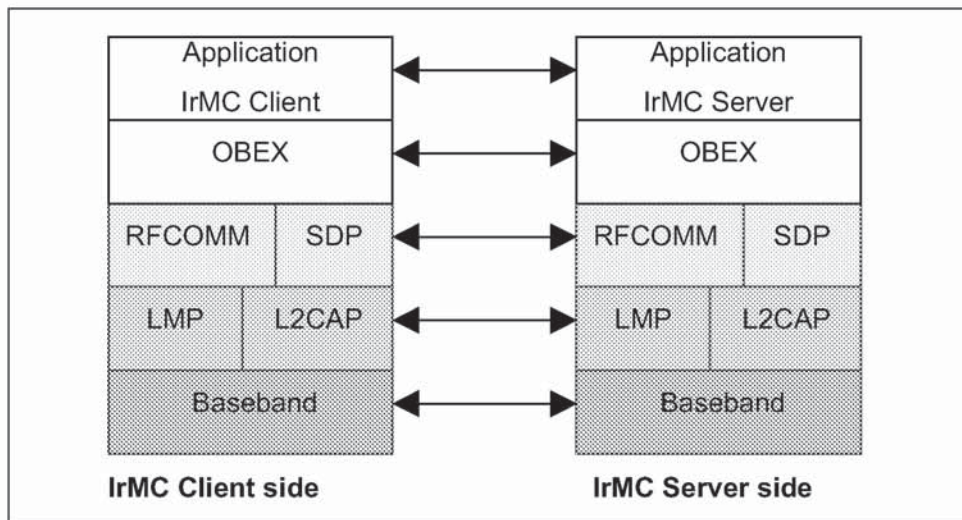 Application
IrMC Client
OBEX
RFCOMM SDP
LMP L2CAP
Baseband
IrMC Client side
Application
IrMC Server
OBEX
RFCOMM SDP
LMP L2CAP
Baseband
IrMC Server side